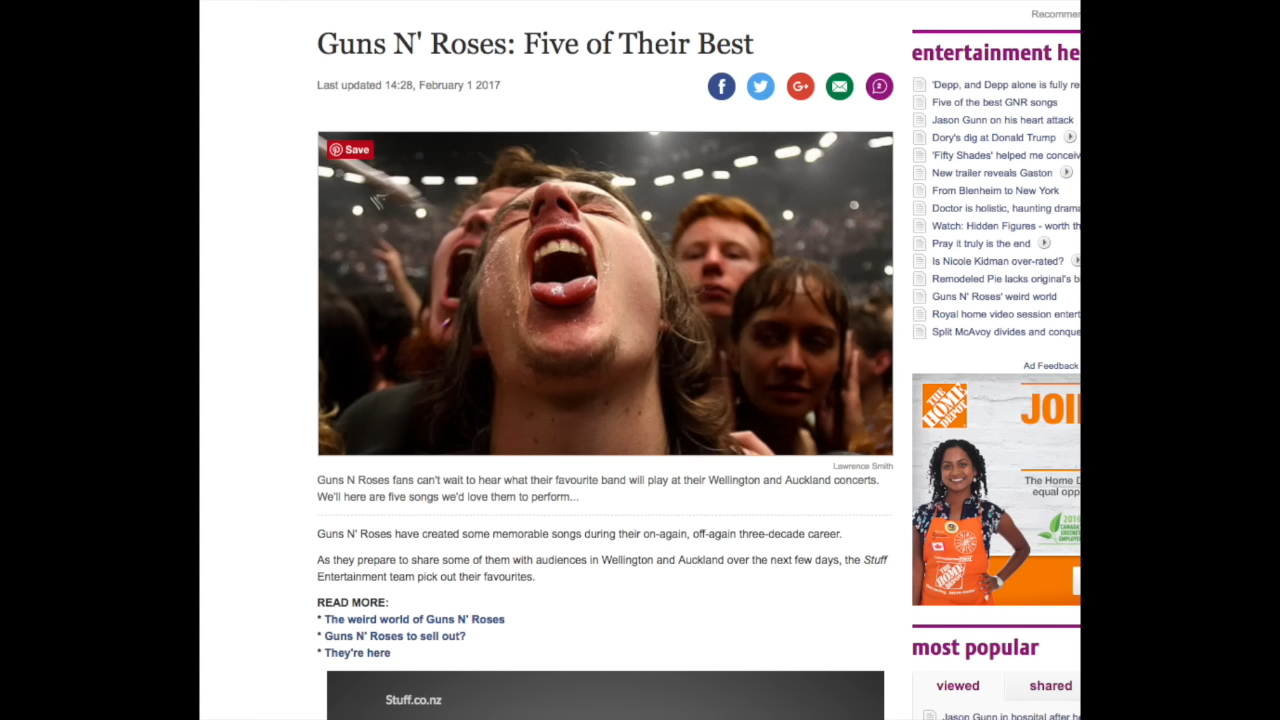 Recomme
Guns N' Roses: Five of Their Best
Last updated 14:28, February 1 2017
2
Save
Lawrence Smith
Guns N Roses fans can't wait to hear what their favourite band will play at their Wellington and Auckland concerts.
We'll here are five songs we'd love them to perform...
Guns N' Roses have created some memorable songs during their on-again, off-again three-decade career.
As they prepare to share some of them with audiences in Wellington and Auckland over the next few days, the Stuff
Entertainment team pick out their favourites.
READ MORE:
* The weird world of Guns N' Roses
* Guns N' Roses to sell out?
* They're here
Stuff.co.nz
entertainment he
'Depp, and Depp alone is fully re
Five of the best GNR songs
Jason Gunn on his heart attack
Dory's dig at Donald Trump
'Fifty Shades' helped me conceiv
New trailer reveals Gaston
From Blenheim to New York
Doctor is holistic, haunting drama
Watch: Hidden Figures - worth th
Pray it truly is the end
Is Nicole Kidman over-rated?
Remodeled Pie lacks original's b
Guns N' Roses' weird world
Royal home video session entert
Split McAvoy divides and conque
Ad Feedback
THE HOME DEPOT
JOI
The Home D
equal opp
most popular
viewed
shared
Jason Gunn in hospital after he